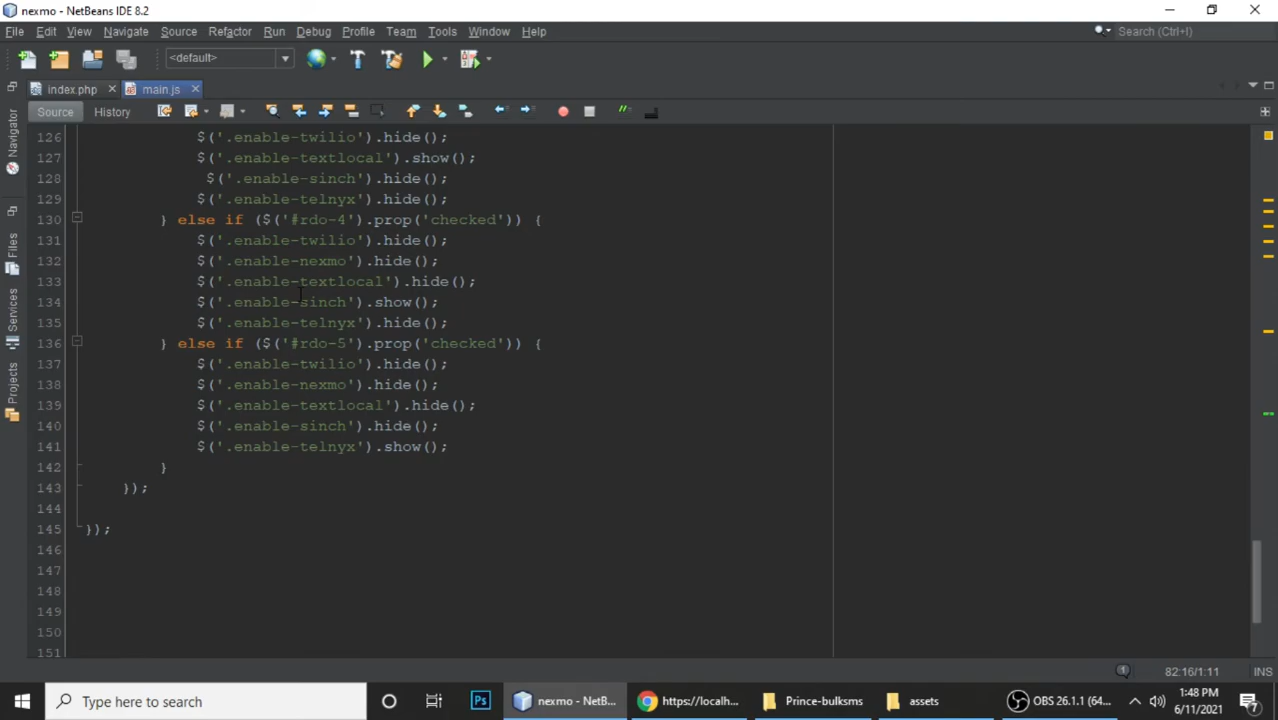 nexmo - NetBeans IDE 8.2
File Edit View Navigate Source Refactor Run Debug Profile Team Tools Window Help
Search (Ctrl+I)
<default>
index.php
main.js
Source History
Navigator
Files
Services
Projects
126 $('.enable-twilio').hide();
127 $('.enable-textlocal').show();
128 $('.enable-sinch').hide();
129 $('.enable-telnyx').hide();
130 } else if ($('#rdo-4').prop('checked')) {
131 $('.enable-twilio').hide();
132 $('.enable-nexmo').hide();
133 $('.enable-textlocal').hide();
134 $('.enable-sinch').show();
135 $('.enable-telnyx').hide();
136 } else if ($('#rdo-5').prop('checked')) {
137 $('.enable-twilio').hide();
138 $('.enable-nexmo').hide();
139 $('.enable-textlocal').hide();
140 $('.enable-sinch').hide();
141 $('.enable-telnyx').show();
142 }
143 });
144
145 });
146
147
148
149
150
151
1
82:16/1:11 INS
Type here to search
Ps
nexmo - NetB...
https://localh...
Prince-bulksms
assets
OBS 26.1.1 (64...
1:48 PM
6/11/2021
7